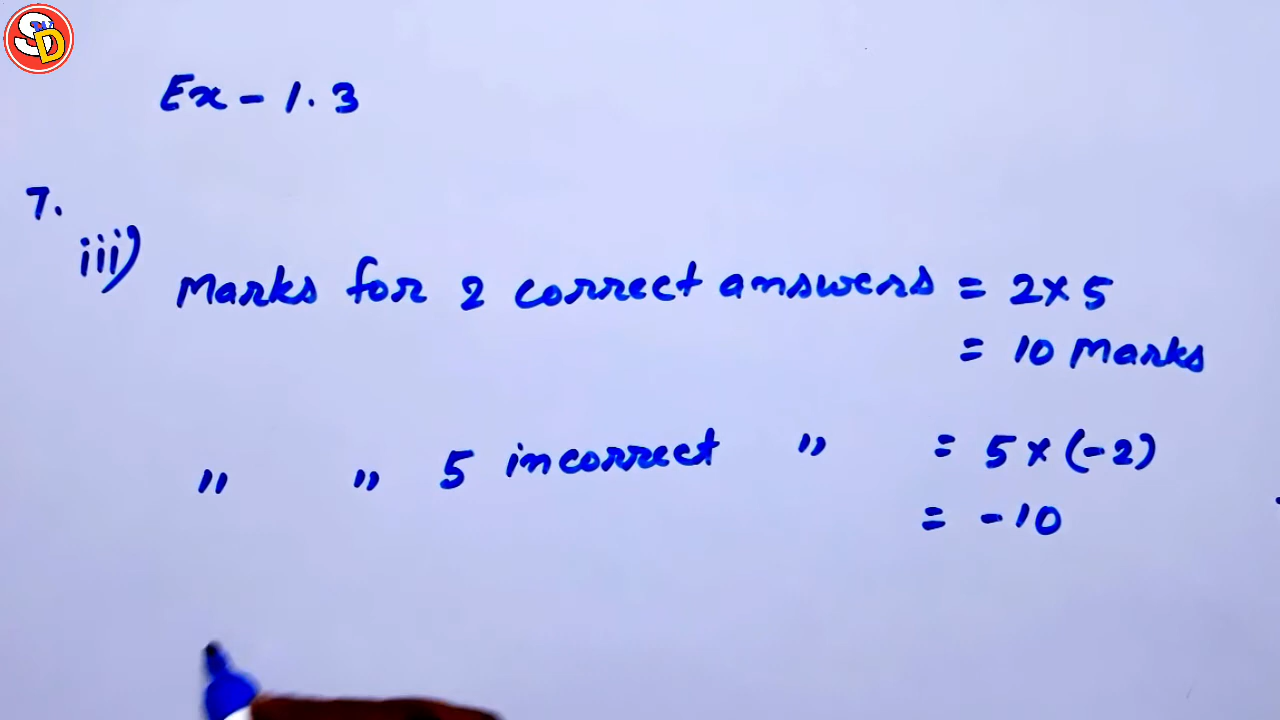 SD
Ex - 1.3
7.
iii)
Marks for 2 correct answers = 2 × 5
= 10 Marks
" " 5 incorrect " = 5 × (-2)
= -10